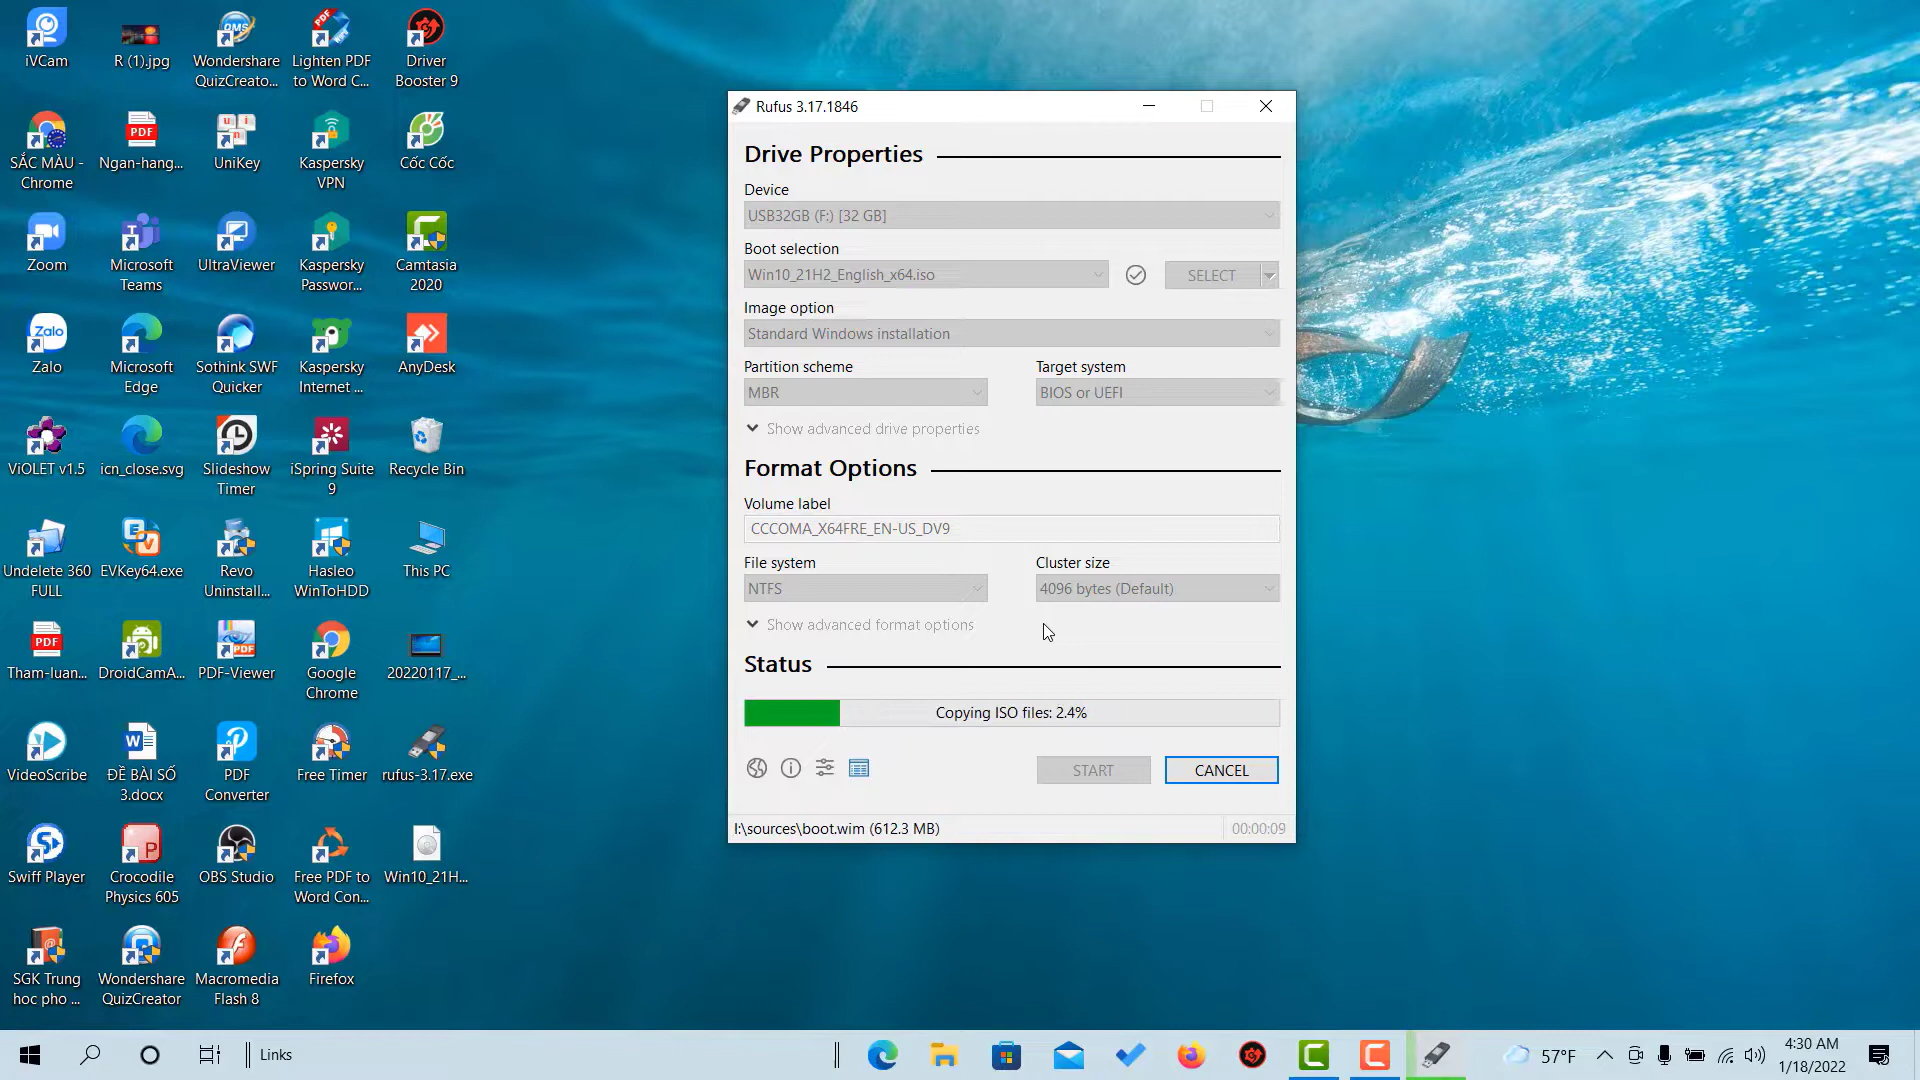 iVCam
R (1).jpg
Wondershare
QuizCreato...
Lighten PDF
to Word C...
Driver
Booster 9
SẮC MÀU -
Chrome
Ngan-hang...
UniKey
Kaspersky
VPN
Cốc Cốc
Zoom
Microsoft
Teams
UltraViewer
Kaspersky
Passwor...
Camtasia
2020
Zalo
Microsoft
Edge
Sothink SWF
Quicker
Kaspersky
Internet ...
AnyDesk
ViOLET v1.5
icn_close.svg
Slideshow
Timer
iSpring Suite
9
Recycle Bin
Undelete 360
FULL
EVKey64.exe
Revo
Uninstall...
Hasleo
WinToHDD
This PC
Tham-luan...
DroidCamA...
PDF-Viewer
Google
Chrome
20220117_...
VideoScribe
ĐỀ BÀI SỐ
3.docx
PDF
Converter
Free Timer
rufus-3.17.exe
Swiff Player
Crocodile
Physics 605
OBS Studio
Free PDF to
Word Con...
Win10_21H...
SGK Trung
hoc pho ...
Wondershare
QuizCreator
Macromedia
Flash 8
Firefox
Rufus 3.17.1846
Drive Properties
Device
USB32GB (F:) [32 GB]
Boot selection
Win10_21H2_English_x64.iso
SELECT
Image option
Standard Windows installation
Partition scheme
Target system
MBR
BIOS or UEFI
Show advanced drive properties
Format Options
Volume label
CCCOMA_X64FRE_EN-US_DV9
File system
Cluster size
NTFS
4096 bytes (Default)
Show advanced format options
Status
Copying ISO files: 2.4%
START
CANCEL
I:\sources\boot.wim (612.3 MB)
00:00:09
Links
57°F
4:30 AM
1/18/2022